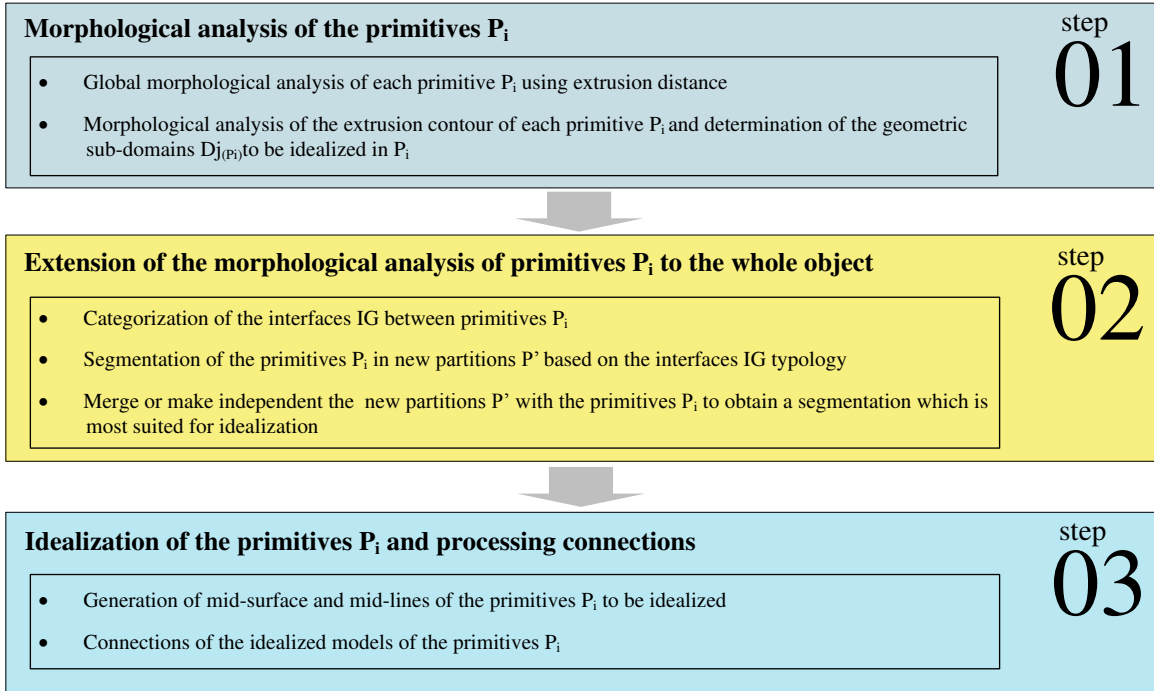 Morphological analysis of the primitives Pi
step
01
• Global morphological analysis of each primitive Pi using extrusion distance
• Morphological analysis of the extrusion contour of each primitive Pi and determination of the geometric
sub-domains Dj(Pi) to be idealized in Pi
Extension of the morphological analysis of primitives Pi to the whole object
step
02
• Categorization of the interfaces IG between primitives Pi
• Segmentation of the primitives Pi in new partitions P’ based on the interfaces IG typology
• Merge or make independent the new partitions P’ with the primitives Pi to obtain a segmentation which is
most suited for idealization
Idealization of the primitives Pi and processing connections
step
03
• Generation of mid-surface and mid-lines of the primitives Pi to be idealized
• Connections of the idealized models of the primitives Pi